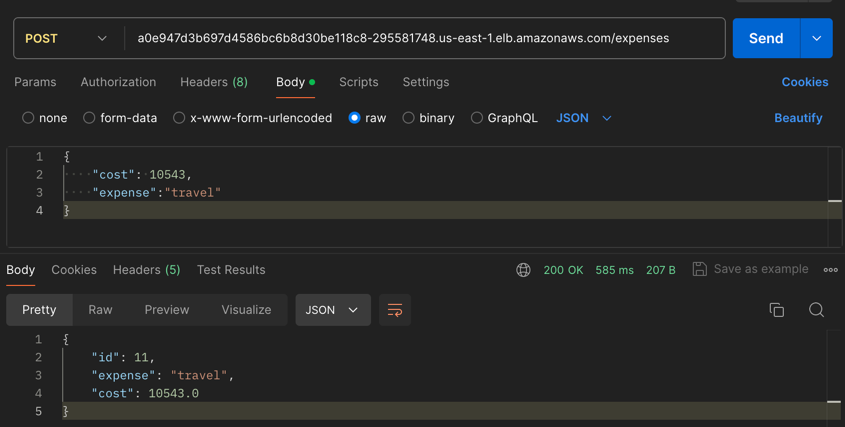 POST a0e947d3b697d4586bc6b8d30be118c8-295581748.us-east-1.elb.amazonaws.com/expenses Send
Params Authorization Headers (8) Body Scripts Settings Cookies
none form-data x-www-form-urlencoded raw binary GraphQL JSON Beautify
1 {
2 ····"cost":·10543,
3 ····"expense":"travel"
4 }
Body Cookies Headers (5) Test Results 200 OK 585 ms 207 B Save as example
Pretty Raw Preview Visualize JSON
1 {
2 "id": 11,
3 "expense": "travel",
4 "cost": 10543.0
5 }